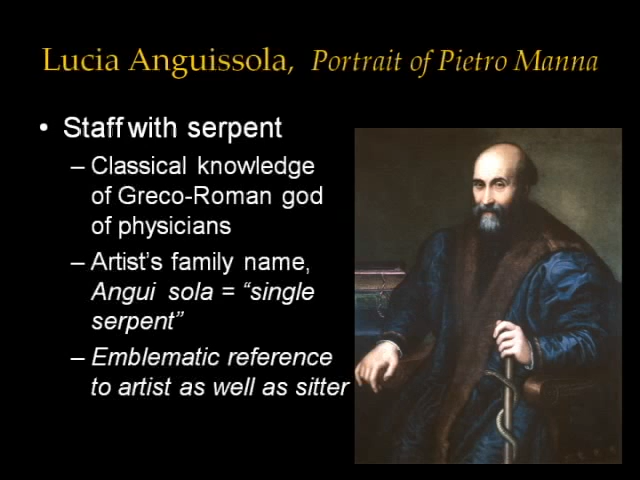 Lucia Anguissola, Portrait of Pietro Manna
• Staff with serpent
– Classical knowledge
of Greco-Roman god
of physicians
– Artist's family name,
Angui sola = "single
serpent"
– Emblematic reference
to artist as well as sitter